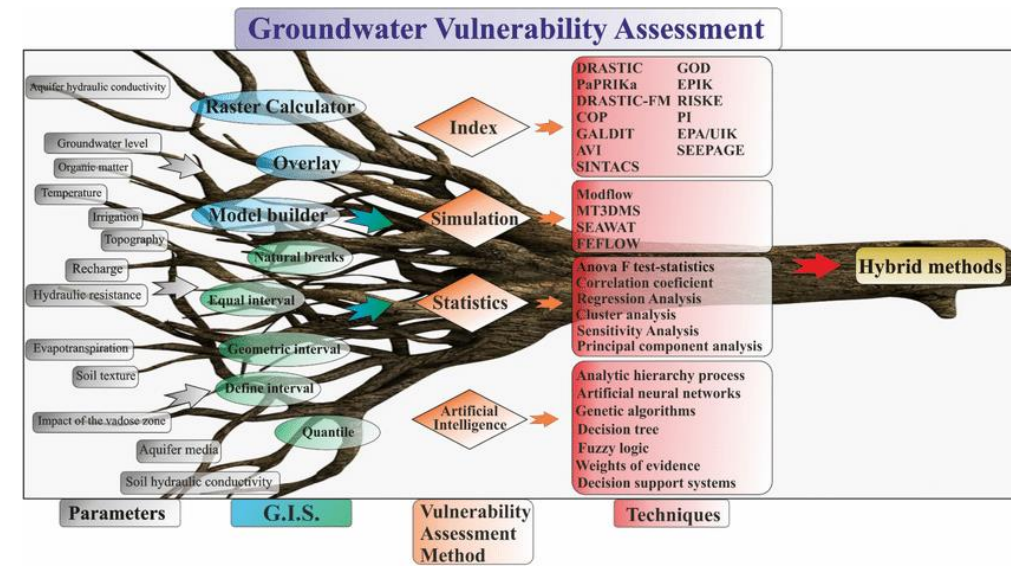 Groundwater Vulnerability Assessment
Aquifer hydraulic conductivity
Groundwater level
Organic matter
Temperature
Irrigation
Topography
Recharge
Hydraulic resistance
Evapotranspiration
Soil texture
Impact of the vadose zone
Aquifer media
Soil hydraulic conductivity
Parameters
Raster Calculator
Overlay
Model builder
Natural breaks
Equal interval
Geometric interval
Define interval
Quantile
G.I.S.
Index
Simulation
Statistics
Artificial
Intelligence
Vulnerability
Assessment
Method
DRASTIC GOD
PaPRIKa EPIK
DRASTIC-FM RISKE
COP PI
GALDIT EPA/UIK
AVI SEEPAGE
SINTACS
Modflow
MT3DMS
SEAWAT
FEFLOW
Anova F test-statistics
Correlation coeficient
Regression Analysis
Cluster analysis
Sensitivity Analysis
Principal component analysis
Analytic hierarchy process
Artificial neural networks
Genetic algorithms
Decision tree
Fuzzy logic
Weights of evidence
Decision support systems
Techniques
Hybrid methods